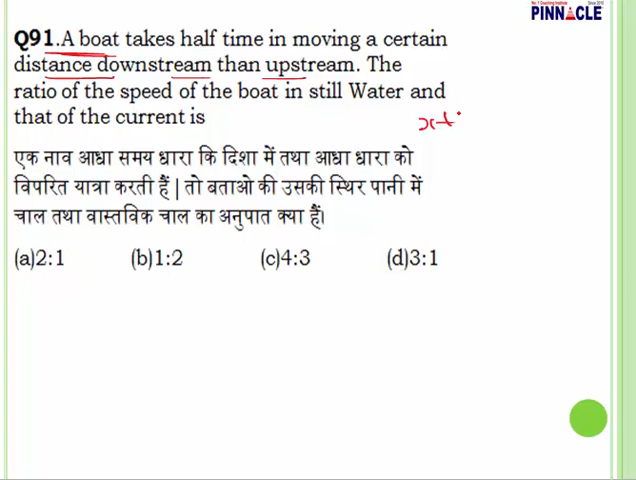 PINNACLE
Q91.A boat takes half time in moving a certain
distance downstream than upstream. The
ratio of the speed of the boat in still Water and
that of the current is
x+
एक नाव आधा समय धारा कि दिशा में तथा आधा धारा को
विपरित यात्रा करती हैं | तो बताओ की उसकी स्थिर पानी में
चाल तथा वास्तविक चाल का अनुपात क्या हैं।
(a)2:1 (b)1:2 (c)4:3 (d)3:1